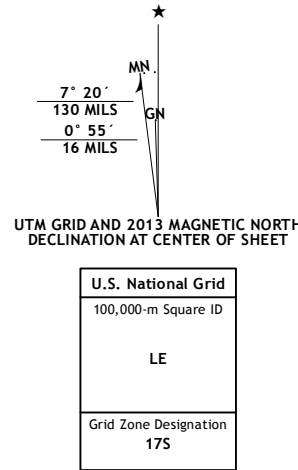 ★
MN
7° 20´
130 MILS
GN
0° 55´
16 MILS
UTM GRID AND 2013 MAGNETIC NORTH
DECLINATION AT CENTER OF SHEET
U.S. National Grid
100,000-m Square ID
LE
Grid Zone Designation
17S